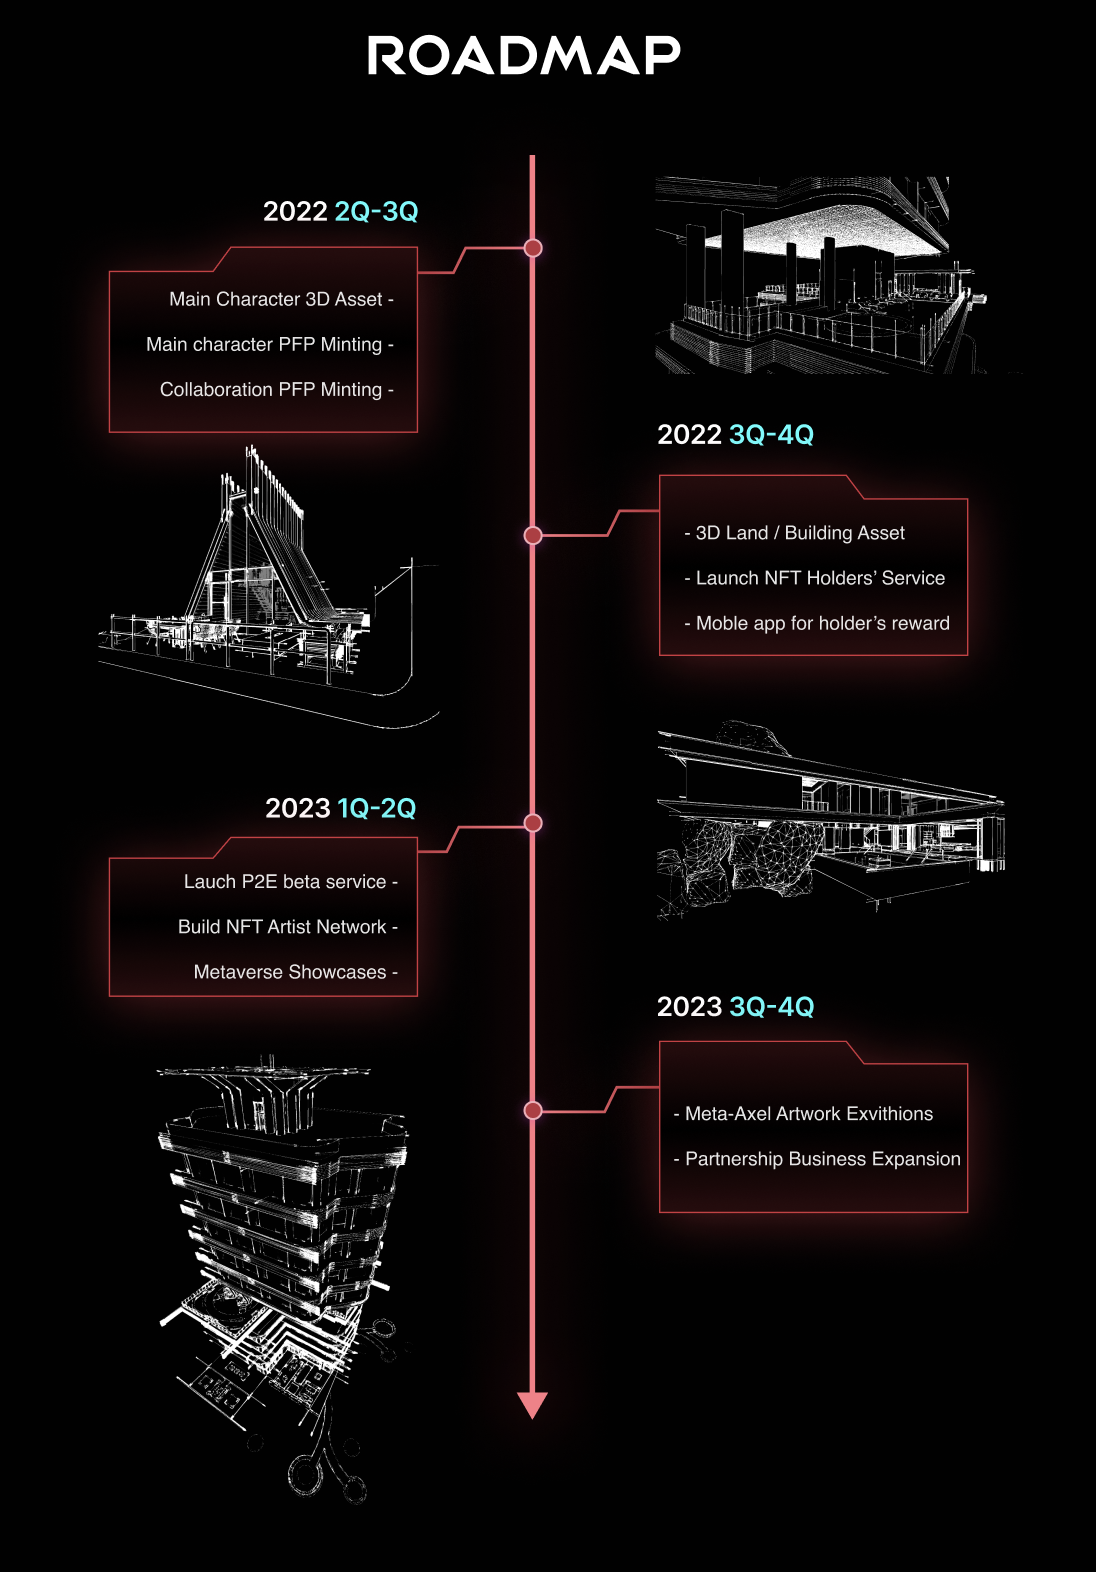 ROADMAP
2022 2Q-3Q
Main Character 3D Asset -
Main character PFP Minting -
Collaboration PFP Minting -
2022 3Q-4Q
- 3D Land / Building Asset
- Launch NFT Holders’ Service
- Moble app for holder’s reward
2023 1Q-2Q
Lauch P2E beta service -
Build NFT Artist Network -
Metaverse Showcases -
2023 3Q-4Q
- Meta-Axel Artwork Exvithions
- Partnership Business Expansion